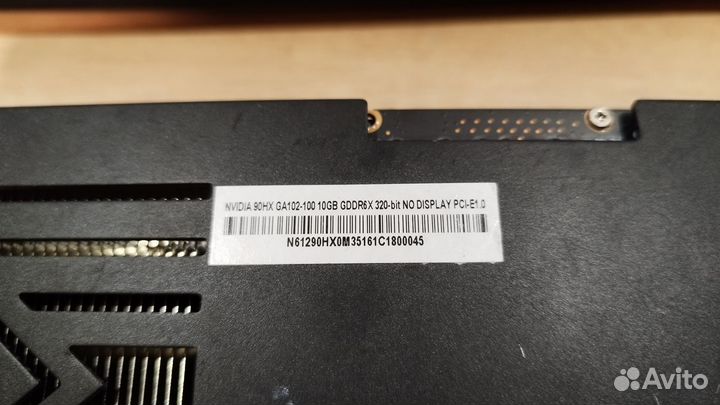 NVIDIA 90HX GA102-100 10GB GDDR6X 320-bit NO DISPLAY PCI-E1.0
N61290HX0M35161C1800045
Avito